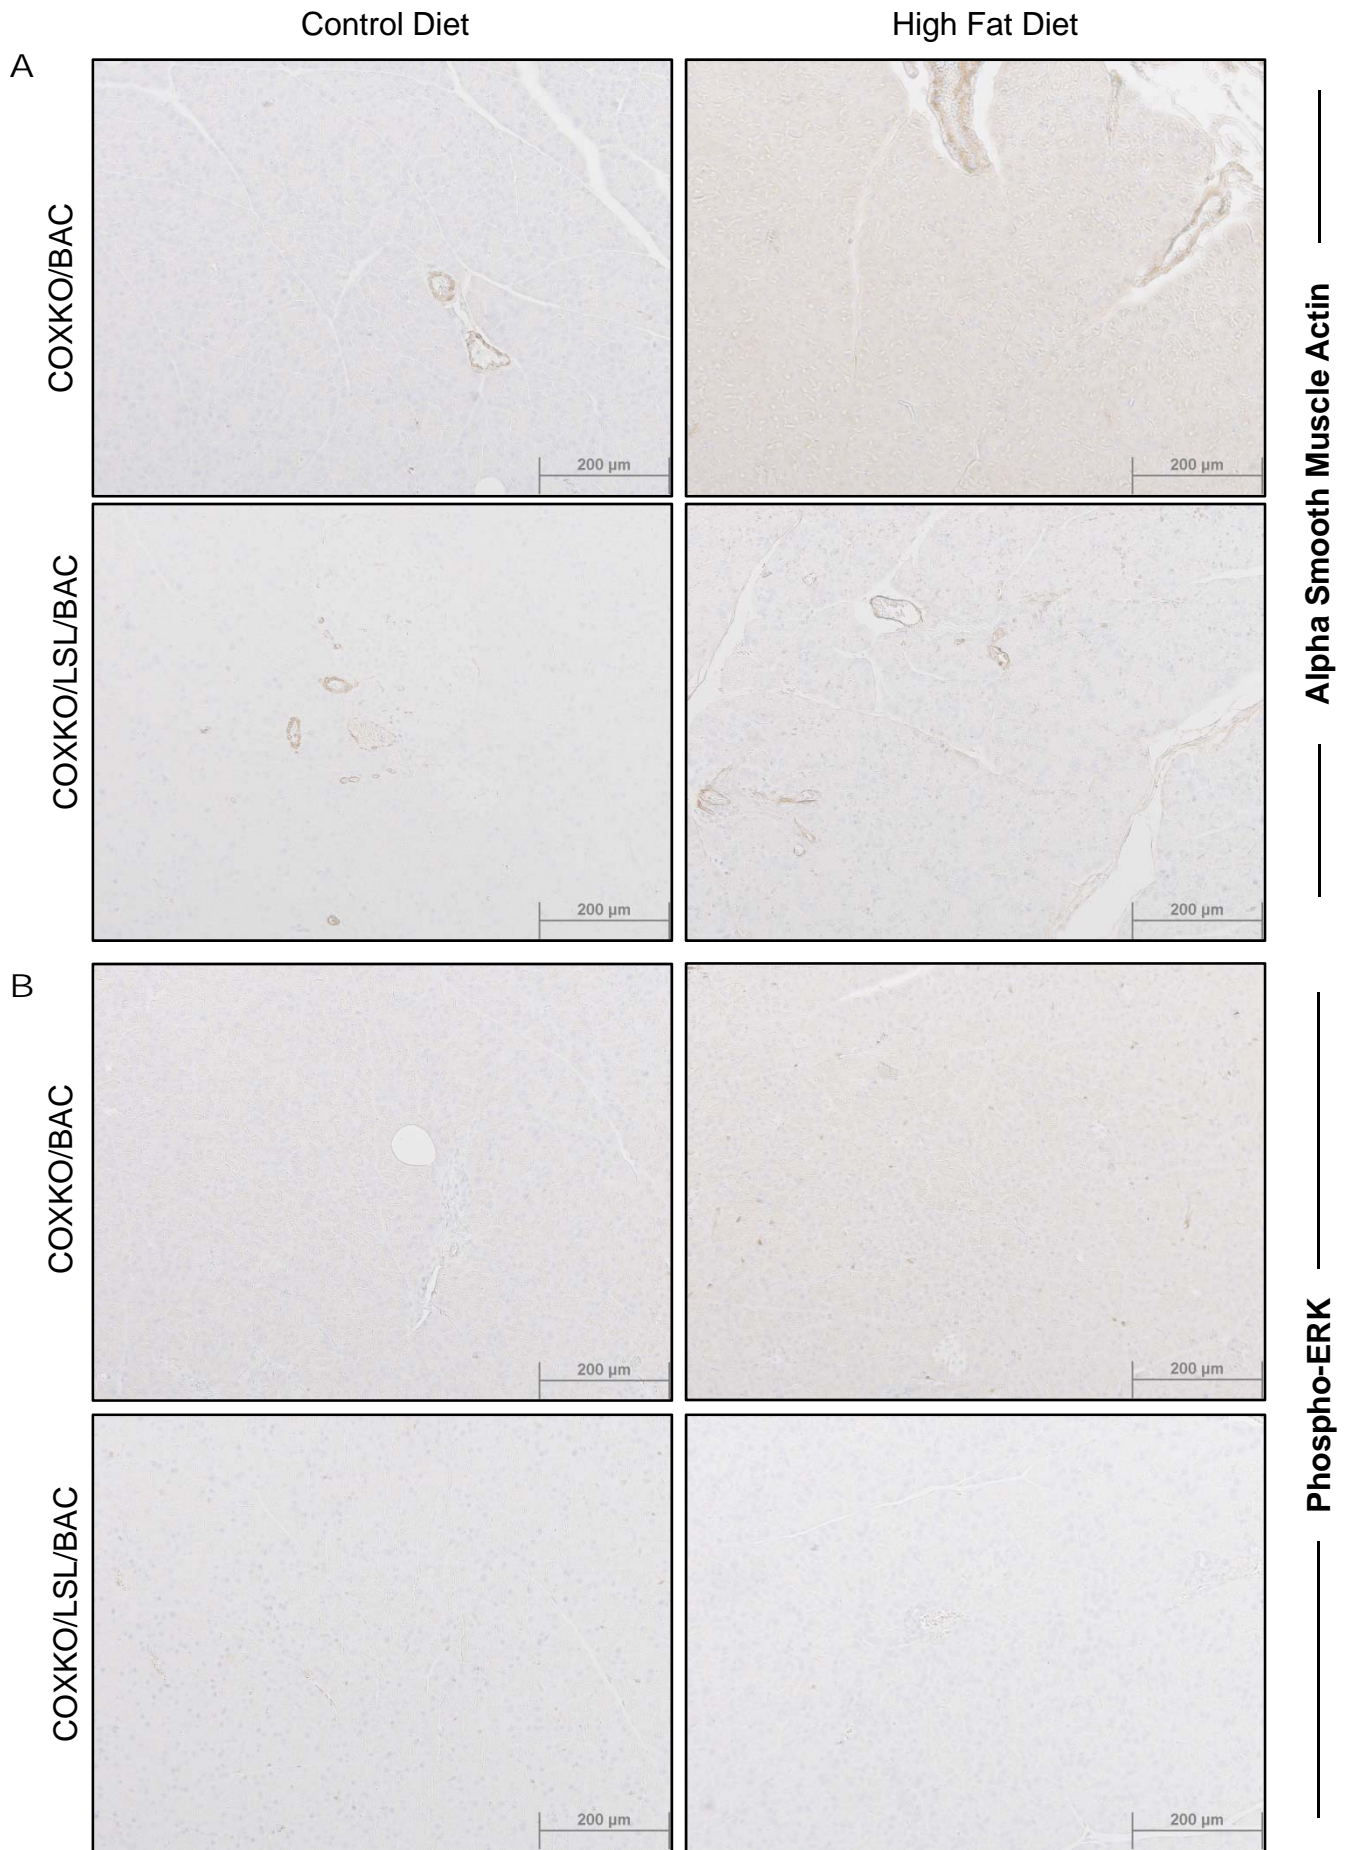 Control Diet
High Fat Diet
A
COXKO/BAC
200 µm
200 µm
COXKO/LSL/BAC
200 µm
200 µm
Alpha Smooth Muscle Actin
B
COXKO/BAC
200 µm
200 µm
COXKO/LSL/BAC
200 µm
200 µm
Phospho-ERK